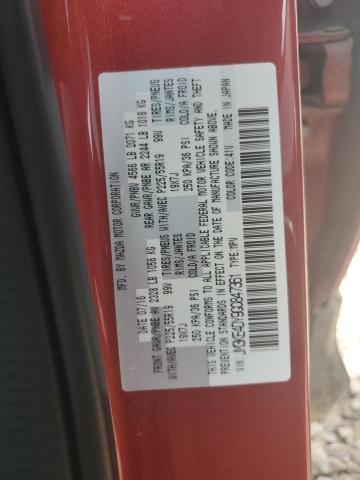 MFD. BY MAZDA MOTOR CORPORATION
DATE: 07/16 GVWR/PNBV 4566 LB 2071 KG
FRONT GAWR/PNBE AV 2328 LB 1056 KG REAR GAWR/PNBE AR 2244 LB 1018 KG
WITH/AVEC P225/55R19 99V TIRES/PNEUS WITH/AVEC P225/55R19 99V TIRES/PNEUS
19X7J RIMS/JANTES 19X7J RIMS/JANTES
250 KPA/36 PSI COLD/A FROID 250 KPA/36 PSI COLD/A FROID
THIS VEHICLE CONFORMS TO ALL APPLICABLE FEDERAL MOTOR VEHICLE SAFETY AND THEFT
PREVENTION STANDARDS IN EFFECT ON THE DATE OF MANUFACTURE SHOWN ABOVE.
MADE IN JAPAN
TYPE: MPV COLOR CODE: 41V